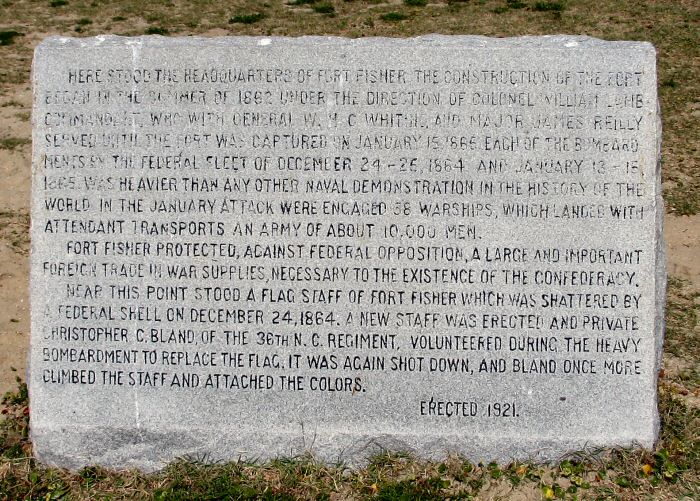 HERE STOOD THE HEADQUARTERS OF FORT FISHER. THE CONSTRUCTION OF THE FORT
BEGAN IN THE SUMMER OF 1862 UNDER THE DIRECTION OF COLONEL WILLIAM LAMB
COMMANDANT, WHO WITH GENERAL W. H. C. WHITING, AND MAJOR JAMES REILLY
SERVED UNTIL THE FORT WAS CAPTURED ON JANUARY 15, EACH OF THE BOMBARD-
MENTS BY THE FEDERAL FLEET OF DECEMBER 24-25, 1864 AND JANUARY 13-15
1865, WAS HEAVIER THAN ANY OTHER NAVAL DEMONSTRATION IN THE HISTORY OF THE
WORLD. IN THE JANUARY ATTACK WERE ENGAGED 58 WARSHIPS, WHICH LANDED WITH
ATTENDANT TRANSPORTS AN ARMY OF ABOUT 10,000 MEN.
FORT FISHER PROTECTED, AGAINST FEDERAL OPPOSITION, A LARGE AND IMPORTANT
FOREIGN TRADE IN WAR SUPPLIES, NECESSARY TO THE EXISTENCE OF THE CONFEDERACY.
NEAR THIS POINT STOOD A FLAG STAFF OF FORT FISHER WHICH WAS SHATTERED BY
A FEDERAL SHELL ON DECEMBER 24, 1864. A NEW STAFF WAS ERECTED AND PRIVATE
CHRISTOPHER C. BLAND, OF THE 36TH N. C. REGIMENT, VOLUNTEERED DURING THE HEAVY
BOMBARDMENT TO REPLACE THE FLAG. IT WAS AGAIN SHOT DOWN, AND BLAND ONCE MORE
CLIMBED THE STAFF AND ATTACHED THE COLORS.
ERECTED 1921.